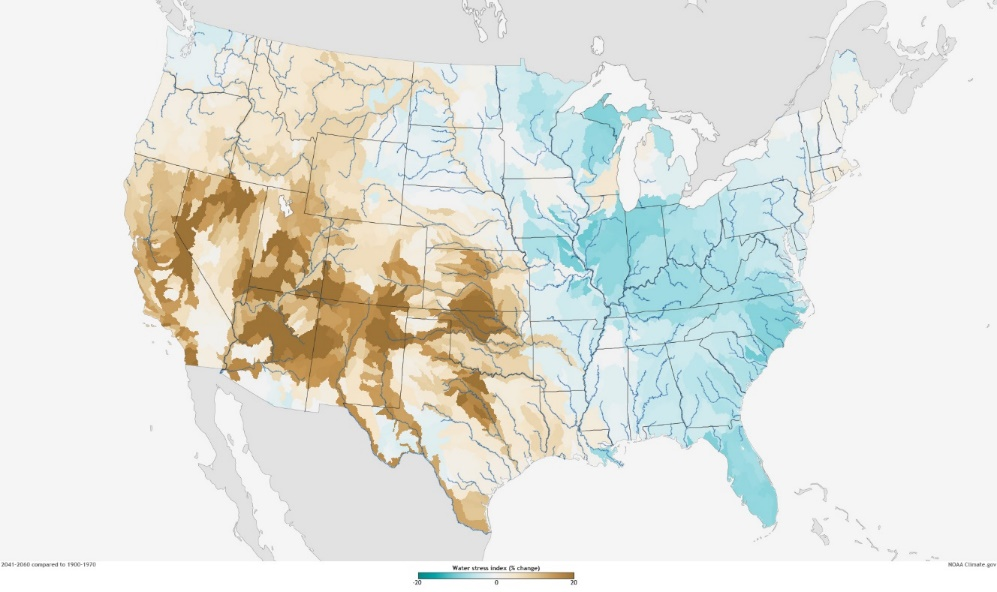 2041-2060 compared to 1900-1970
Water stress index (% change)
NOAA Climate.gov
-20 0 20